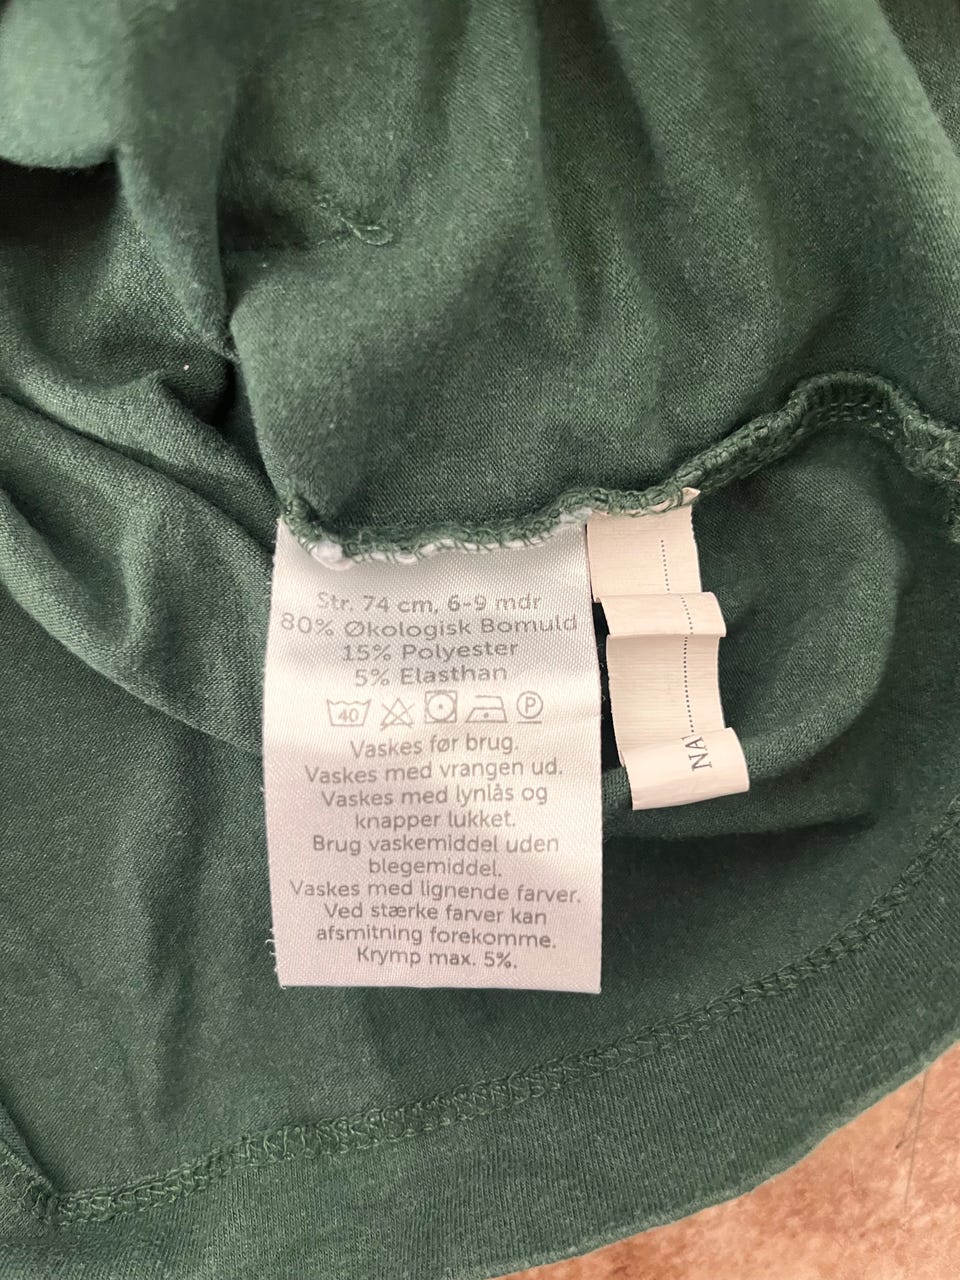 Str. 74 cm, 6-9 mdr
80% Økologisk Bomuld
15% Polyester
5% Elasthan
40 P
Vaskes før brug.
Vaskes med vrangen ud.
Vaskes med lynlås og
knapper lukket.
Brug vaskemiddel uden
blegemiddel.
Vaskes med lignende farver.
Ved stærke farver kan
afsmitning forekomme.
Krymp max. 5%.